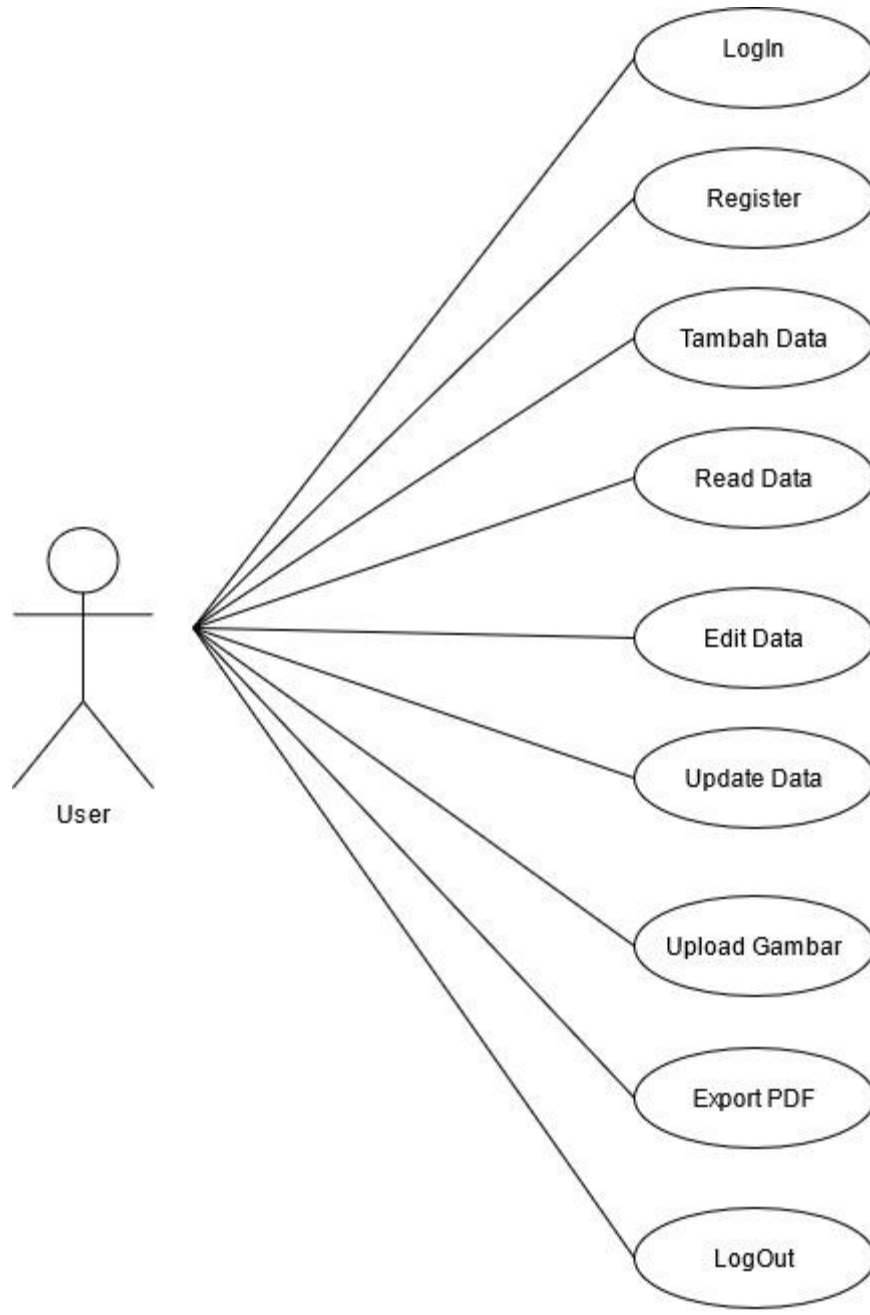 LogIn
Register
Tambah Data
Read Data
Edit Data
Update Data
User
Upload Gambar
Export PDF
LogOut